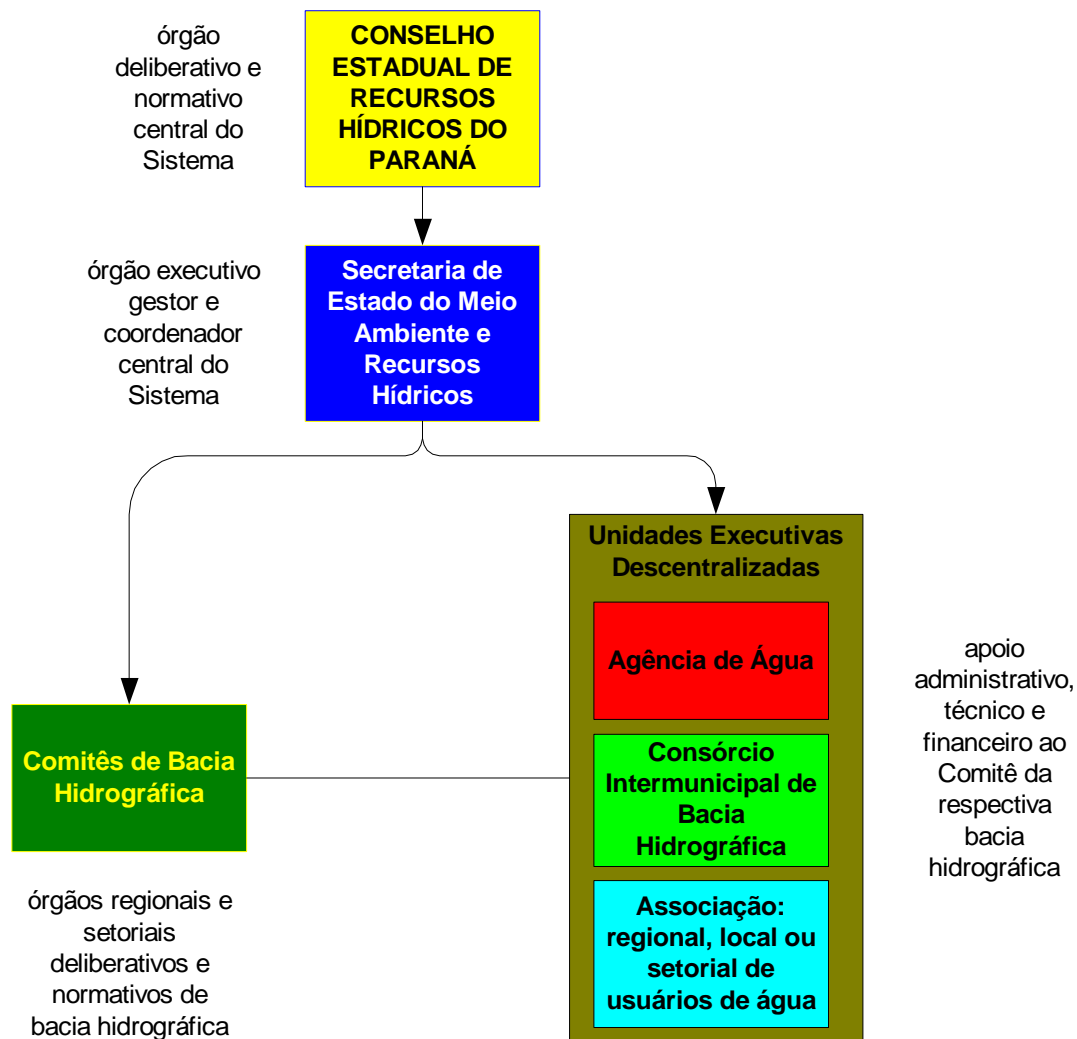 órgão
deliberativo e
normativo
central do
Sistema
CONSELHO
ESTADUAL DE
RECURSOS
HÍDRICOS DO
PARANÁ
órgão executivo
gestor e
coordenador
central do
Sistema
Secretaria de
Estado do Meio
Ambiente e
Recursos
Hídricos
Comitês de Bacia
Hidrográfica
órgãos regionais e
setoriais
deliberativos e
normativos de
bacia hidrográfica
Unidades Executivas
Descentralizadas
Agência de Água
Consórcio
Intermunicipal de
Bacia
Hidrográfica
Associação:
regional, local ou
setorial de
usuários de água
apoio
administrativo,
técnico e
financeiro ao
Comitê da
respectiva
bacia
hidrográfica